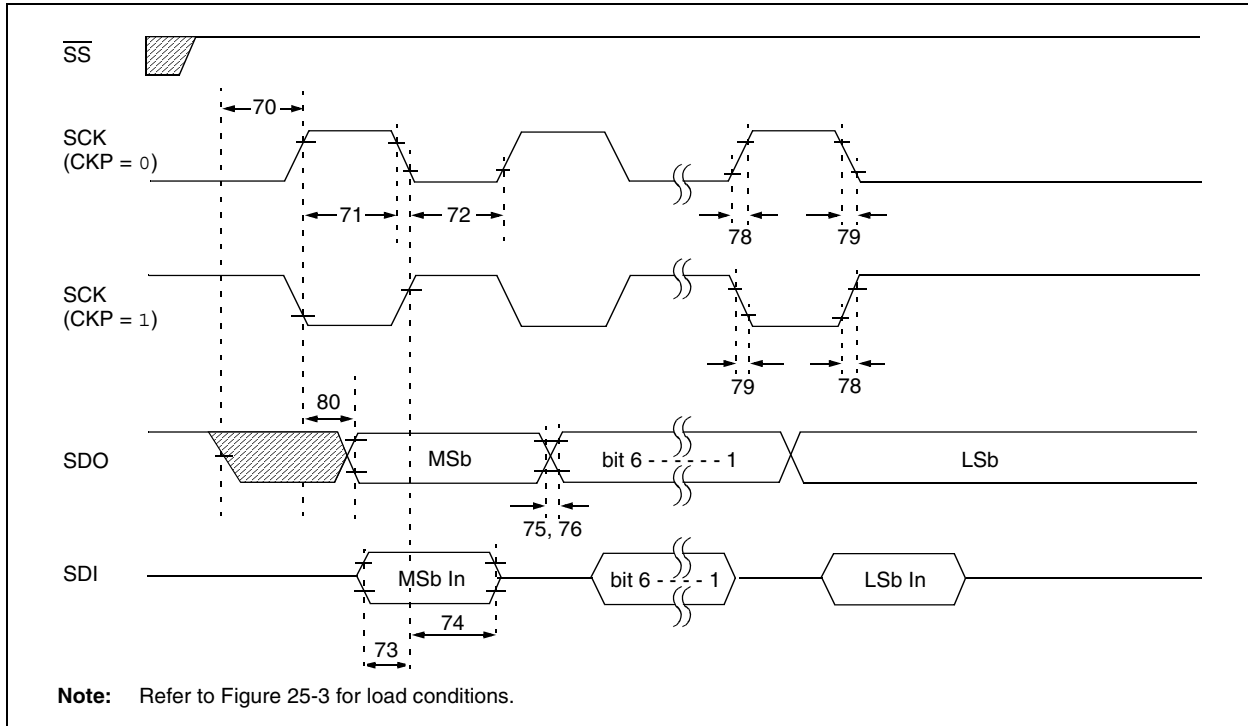 SS
70
SCK
(CKP = 0)
71
72
78
79
SCK
(CKP = 1)
79
78
80
SDO
MSb
bit 6 - - - - - - 1
LSb
75, 76
SDI
MSb In
bit 6 - - - - 1
LSb In
74
73
Note: Refer to Figure 25-3 for load conditions.